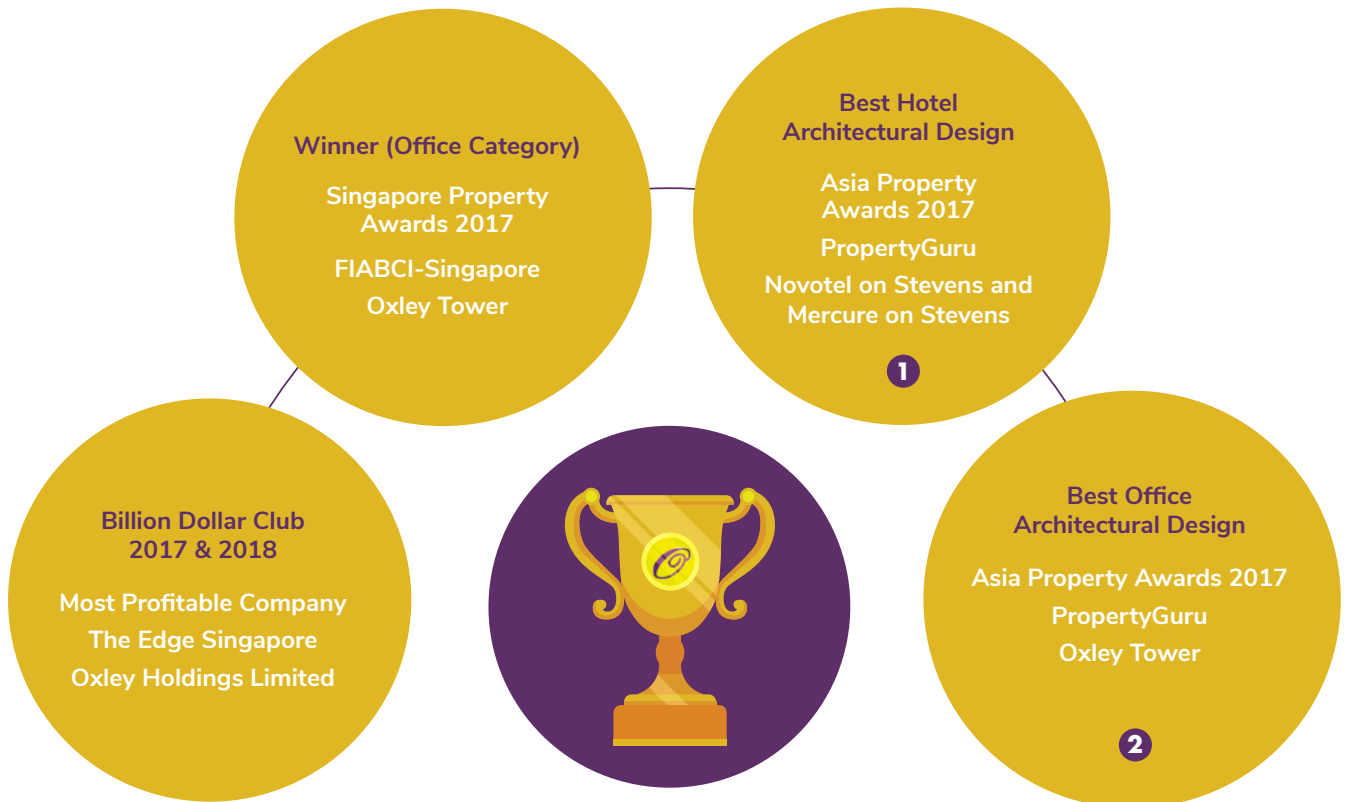 Winner (Office Category)
Singapore Property
Awards 2017
FIABCI-Singapore
Oxley Tower
Best Hotel
Architectural Design
Asia Property
Awards 2017
PropertyGuru
Novotel on Stevens and
Mercure on Stevens
1
Billion Dollar Club
2017 & 2018
Most Profitable Company
The Edge Singapore
Oxley Holdings Limited
Best Office
Architectural Design
Asia Property Awards 2017
PropertyGuru
Oxley Tower
2